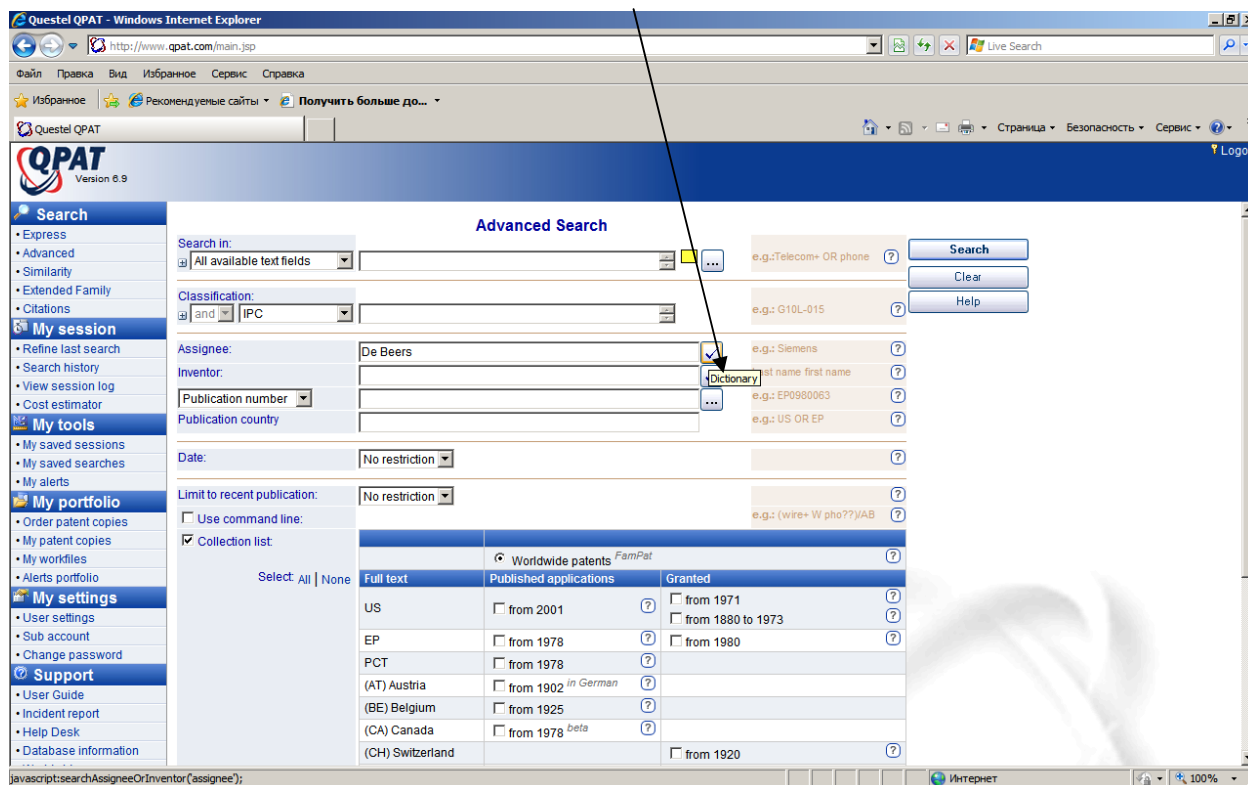 Questel QPAT - Windows Internet Explorer
http://www.qpat.com/main.jsp
Live Search
Файл Правка Вид Избранное Сервис Справка
Избранное Рекомендуемые сайты Получить больше до...
Questel QPAT
Страница Безопасность Сервис
QPAT
Version 6.9
Logo
Search
• Express
• Advanced
• Similarity
• Extended Family
• Citations
My session
• Refine last search
• Search history
• View session log
• Cost estimator
My tools
• My saved sessions
• My saved searches
• My alerts
My portfolio
• Order patent copies
• My patent copies
• My workfiles
• Alerts portfolio
My settings
• User settings
• Sub account
• Change password
Support
• User Guide
• Incident report
• Help Desk
• Database information
Advanced Search
Search in:
All available text fields ... e.g.:Telecom+ OR phone ?
Classification:
and IPC e.g.: G10L-015 ?
Assignee: De Beers e.g.: Siemens ?
Inventor: Dictionary name first name ?
Publication number ... e.g.: EP0980063 ?
Publication country e.g.: US OR EP ?
Date: No restriction ?
Limit to recent publication: No restriction ?
Use command line: e.g.: (wire+ W pho??)/AB ?
Collection list:
Worldwide patents FamPat ?
Select: All | None
Full text Published applications Granted
US from 2001 ? from 1971 ?
from 1880 to 1973 ?
EP from 1978 ? from 1980 ?
PCT from 1978 ?
(AT) Austria from 1902 in German ?
(BE) Belgium from 1925 ?
(CA) Canada from 1978 beta ?
(CH) Switzerland from 1920 ?
Search
Clear
Help
javascript:searchAssigneeOrInventor('assignee');
Интернет
100%